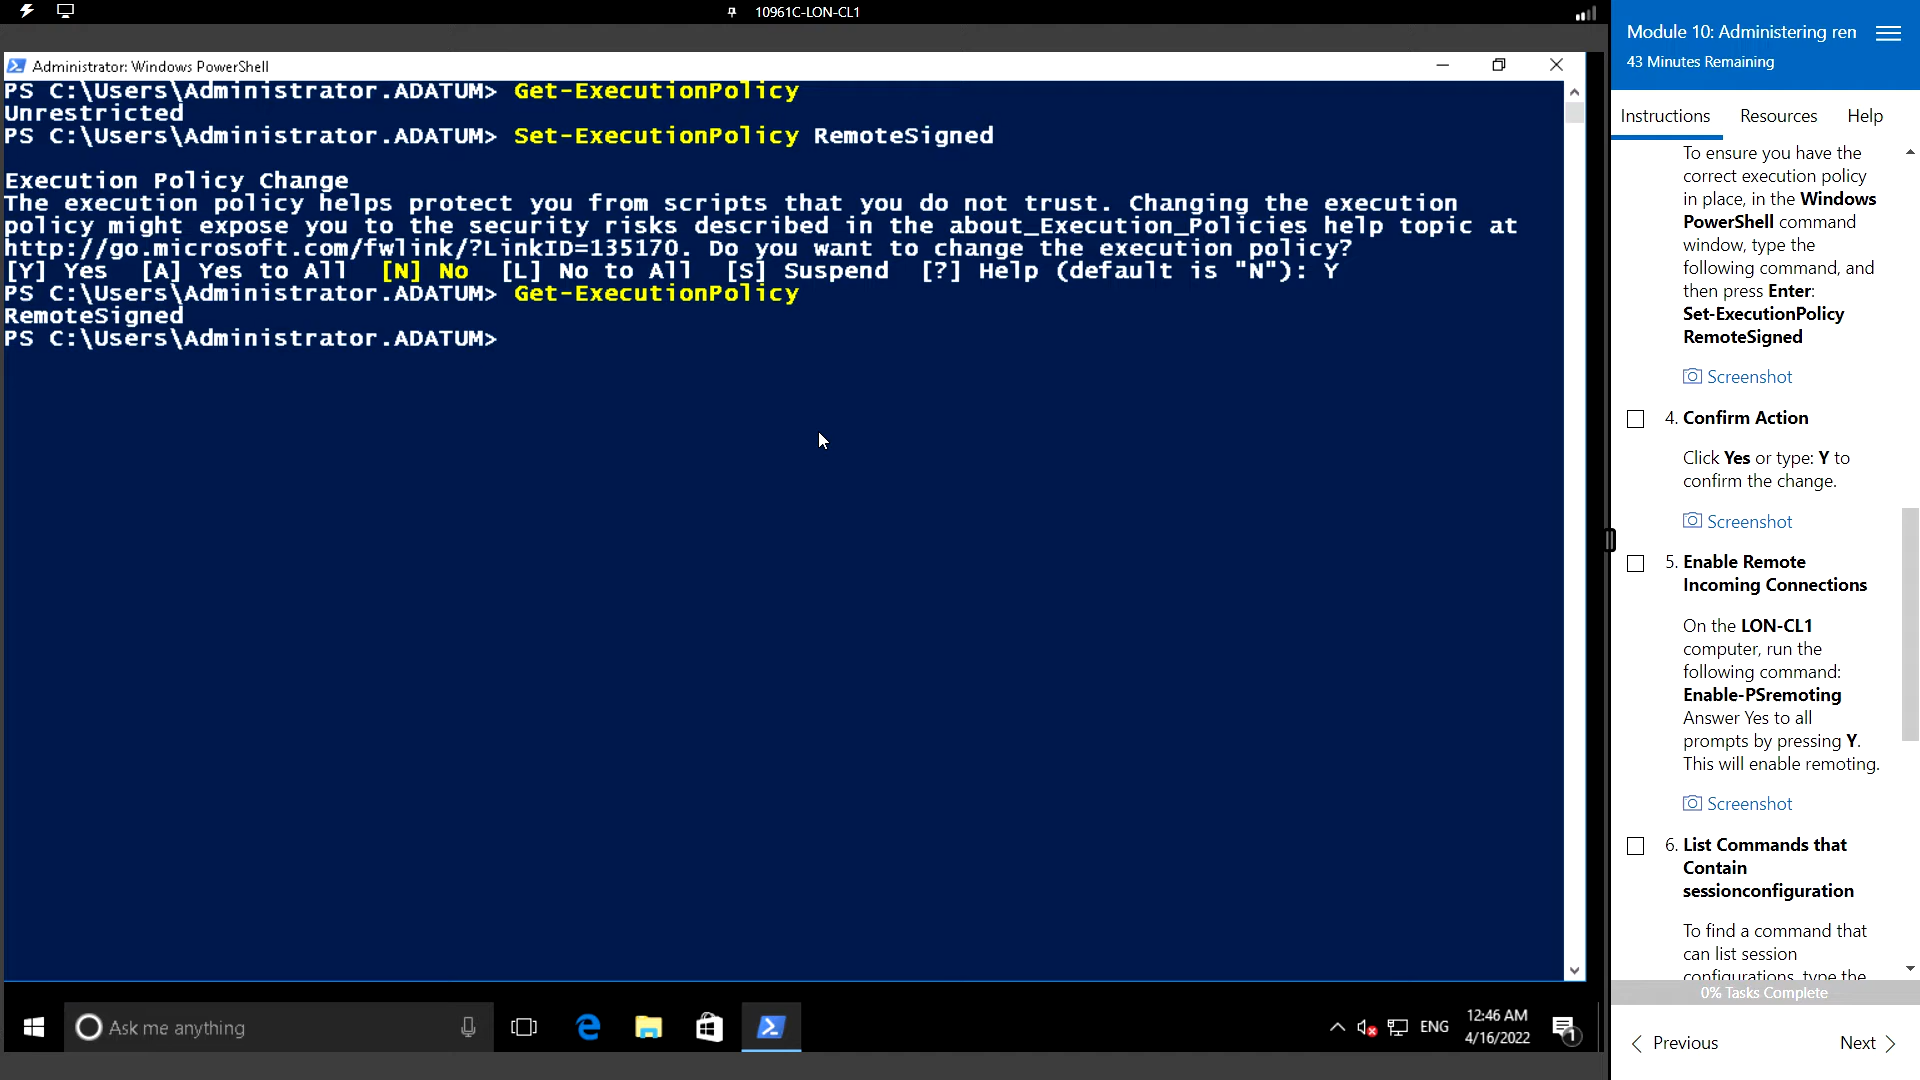 10961C-LON-CL1
Administrator: Windows PowerShell
PS C:\Users\Administrator.ADATUM> Get-ExecutionPolicy
Unrestricted
PS C:\Users\Administrator.ADATUM> Set-ExecutionPolicy RemoteSigned
Execution Policy Change
The execution policy helps protect you from scripts that you do not trust. Changing the execution
policy might expose you to the security risks described in the about_Execution_Policies help topic at
http://go.microsoft.com/fwlink/?LinkID=135170. Do you want to change the execution policy?
[Y] Yes  [A] Yes to All  [N] No  [L] No to All  [S] Suspend  [?] Help (default is "N"): Y
PS C:\Users\Administrator.ADATUM> Get-ExecutionPolicy
RemoteSigned
PS C:\Users\Administrator.ADATUM>
Ask me anything
ENG
12:46 AM
4/16/2022
1
Module 10: Administering ren
43 Minutes Remaining
Instructions
Resources
Help
To ensure you have the
correct execution policy
in place, in the Windows
PowerShell command
window, type the
following command, and
then press Enter:
Set-ExecutionPolicy
RemoteSigned
Screenshot
4. Confirm Action
Click Yes or type: Y to
confirm the change.
Screenshot
5. Enable Remote
Incoming Connections
On the LON-CL1
computer, run the
following command:
Enable-PSremoting
Answer Yes to all
prompts by pressing Y.
This will enable remoting.
Screenshot
6. List Commands that
Contain
sessionconfiguration
To find a command that
can list session
configurations, type the
0% Tasks Complete
Previous
Next